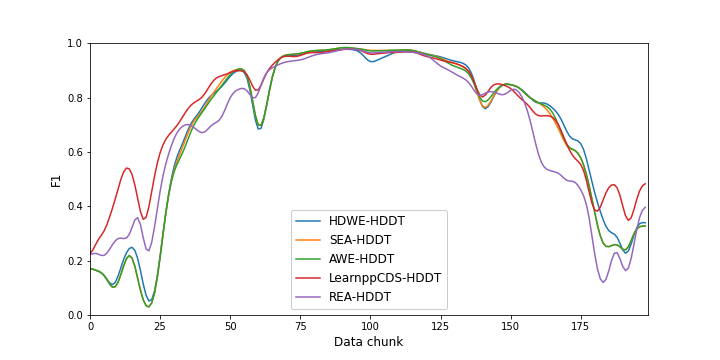 1.0
0.8
0.6
0.4
0.2
0.0
F1
HDWE-HDDT
SEA-HDDT
AWE-HDDT
LearnppCDS-HDDT
REA-HDDT
0 25 50 75 100 125 150 175
Data chunk